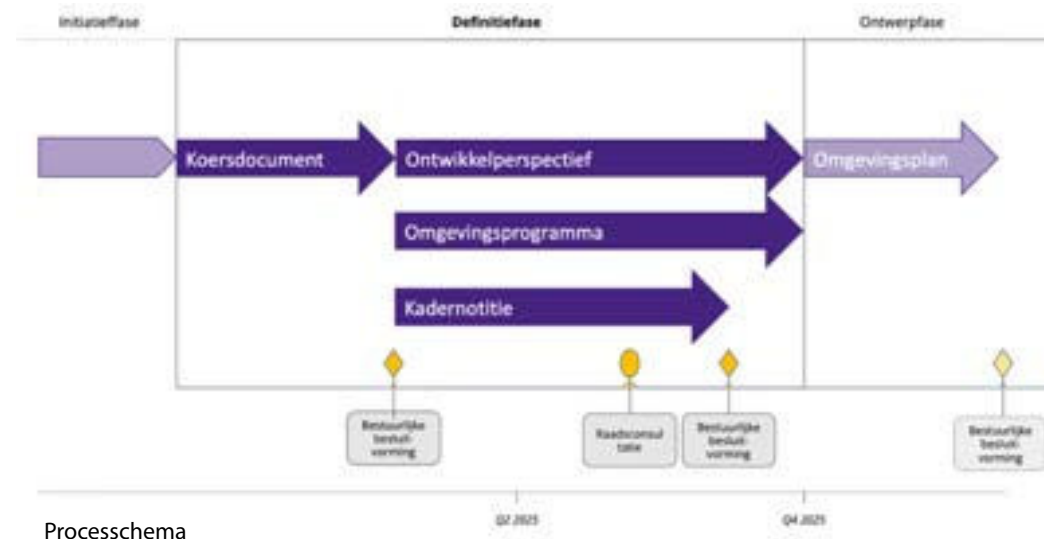 Initiatieffase
Definitiefase
Ontwerpfase
Koersdocument
Ontwikkelperspectief
Omgevingsplan
Omgevingsprogramma
Kadernotitie
Bestuurlijke
besluit-
vorming
Raadsconsul
tatie
Bestuurlijke
besluit-
vorming
Bestuurlijke
besluit-
vorming
Q2 2025
Q4 2025
Processchema